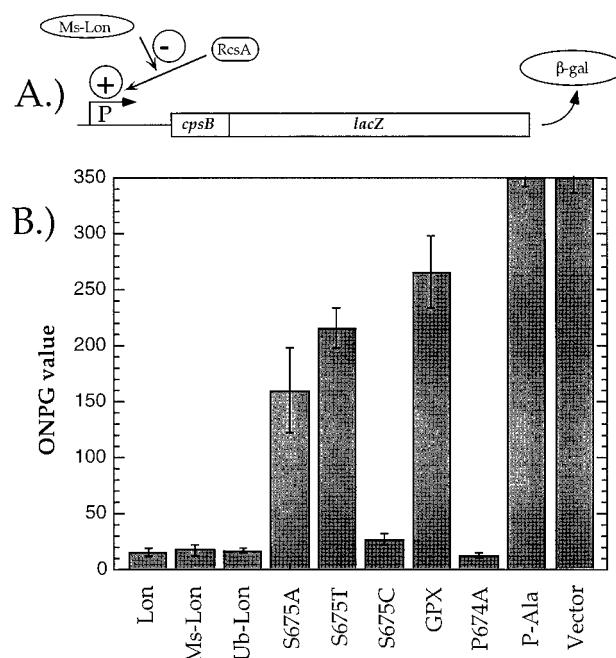 Ms-Lon
-
RcsA
β-gal
A.)
+
P
cpsB
lacZ
B.)
350
300
250
200
150
100
50
0
ONPG value
Lon
Ms-Lon
Ub-Lon
S675A
S675T
S675C
GPX
P674A
P-Ala
Vector